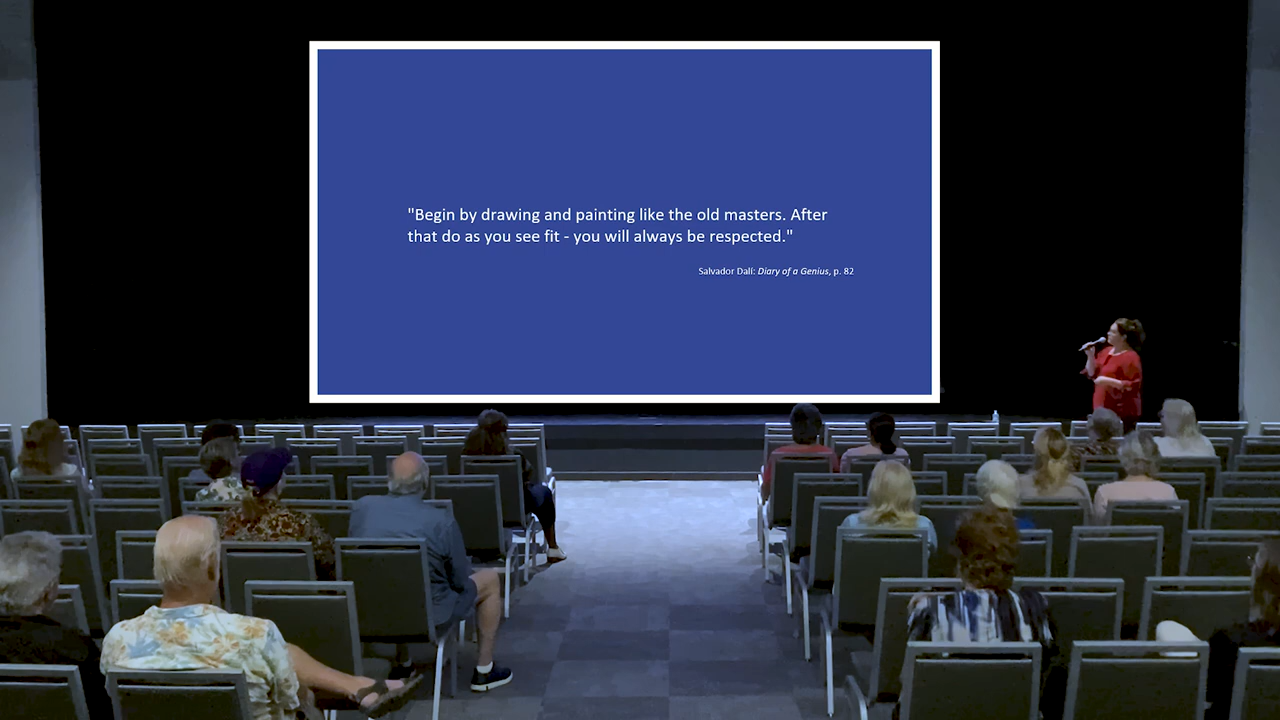 "Begin by drawing and painting like the old masters. After
that do as you see fit - you will always be respected."
Salvador Dalí: Diary of a Genius, p. 82